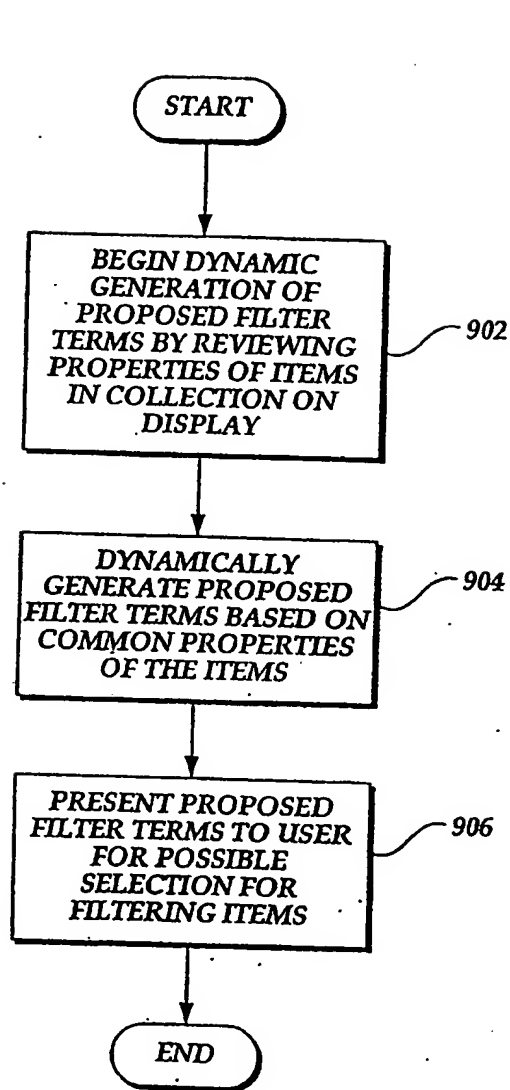 START
BEGIN DYNAMIC
GENERATION OF
PROPOSED FILTER
TERMS BY REVIEWING
PROPERTIES OF ITEMS
IN COLLECTION ON
DISPLAY
902
DYNAMICALLY
GENERATE PROPOSED
FILTER TERMS BASED ON
COMMON PROPERTIES
OF THE ITEMS
904
PRESENT PROPOSED
FILTER TERMS TO USER
FOR POSSIBLE
SELECTION FOR
FILTERING ITEMS
906
END